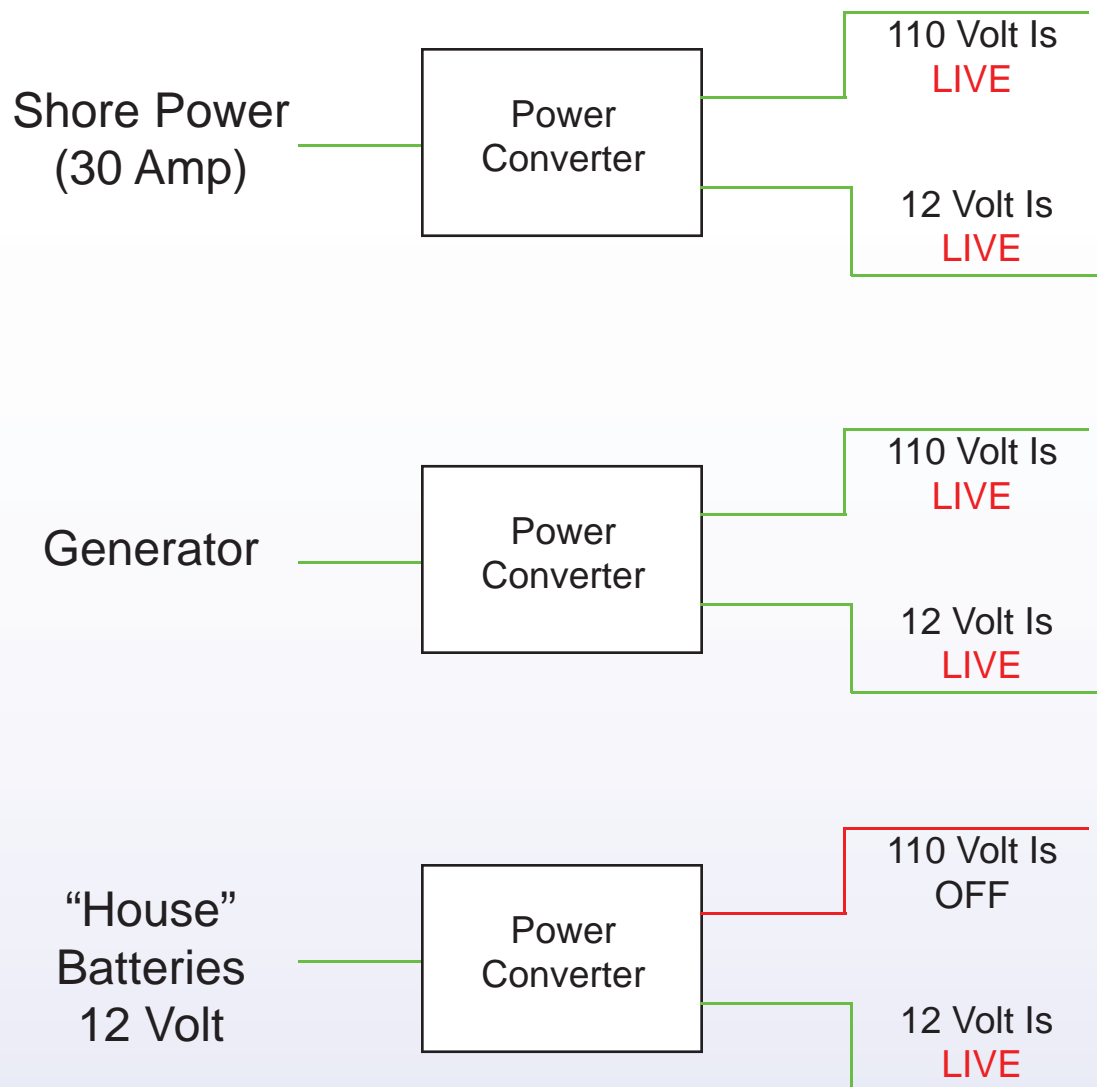 Shore Power
(30 Amp)
Power
Converter
110 Volt Is
LIVE
12 Volt Is
LIVE
Generator
Power
Converter
110 Volt Is
LIVE
12 Volt Is
LIVE
“House”
Batteries
12 Volt
Power
Converter
110 Volt Is
OFF
12 Volt Is
LIVE